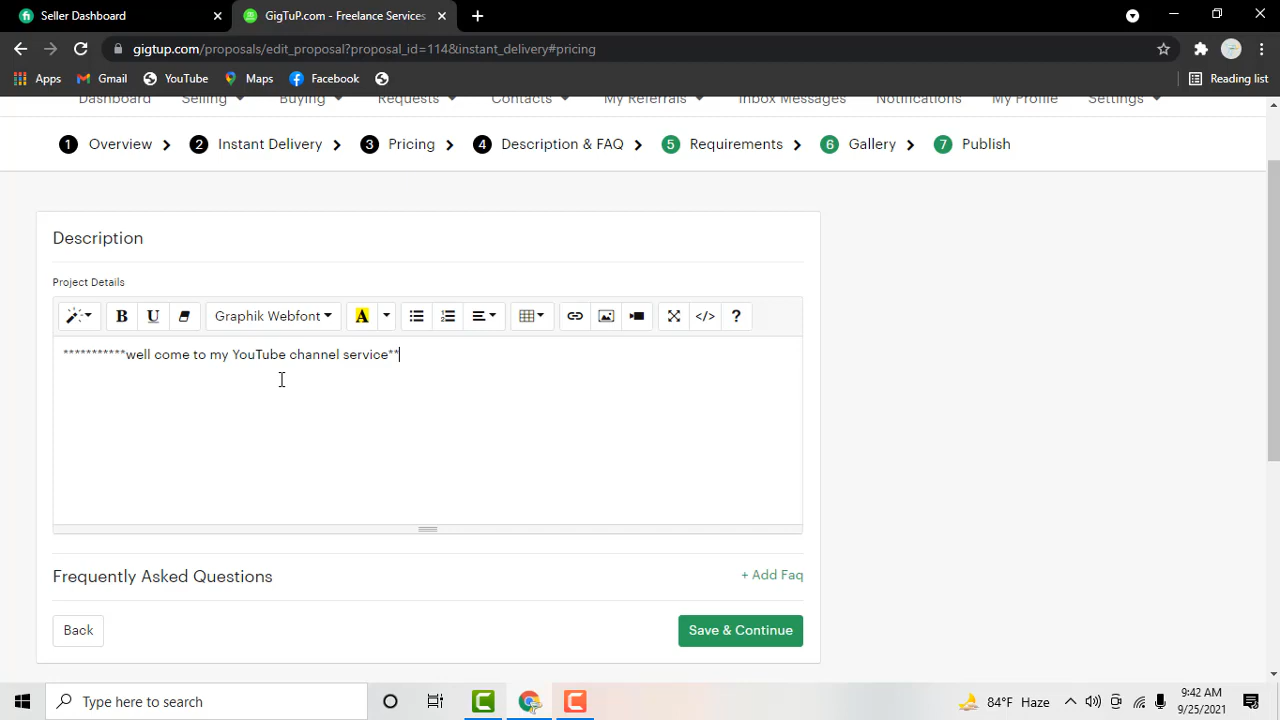 Seller Dashboard
GigTuP.com - Freelance Services
gigtup.com/proposals/edit_proposal?proposal_id=114&instant_delivery#pricing
Apps Gmail YouTube Maps Facebook Reading list
Dashboard Selling Buying Requests Contacts My Referrals Inbox Messages Notifications My Profile Settings
1 Overview 2 Instant Delivery 3 Pricing 4 Description & FAQ 5 Requirements 6 Gallery 7 Publish
Description
Project Details
B U Graphik Webfont A </> ?
***********well come to my YouTube channel service**
Frequently Asked Questions + Add Faq
Back Save & Continue
Type here to search
84°F Haze
9:42 AM
9/25/2021